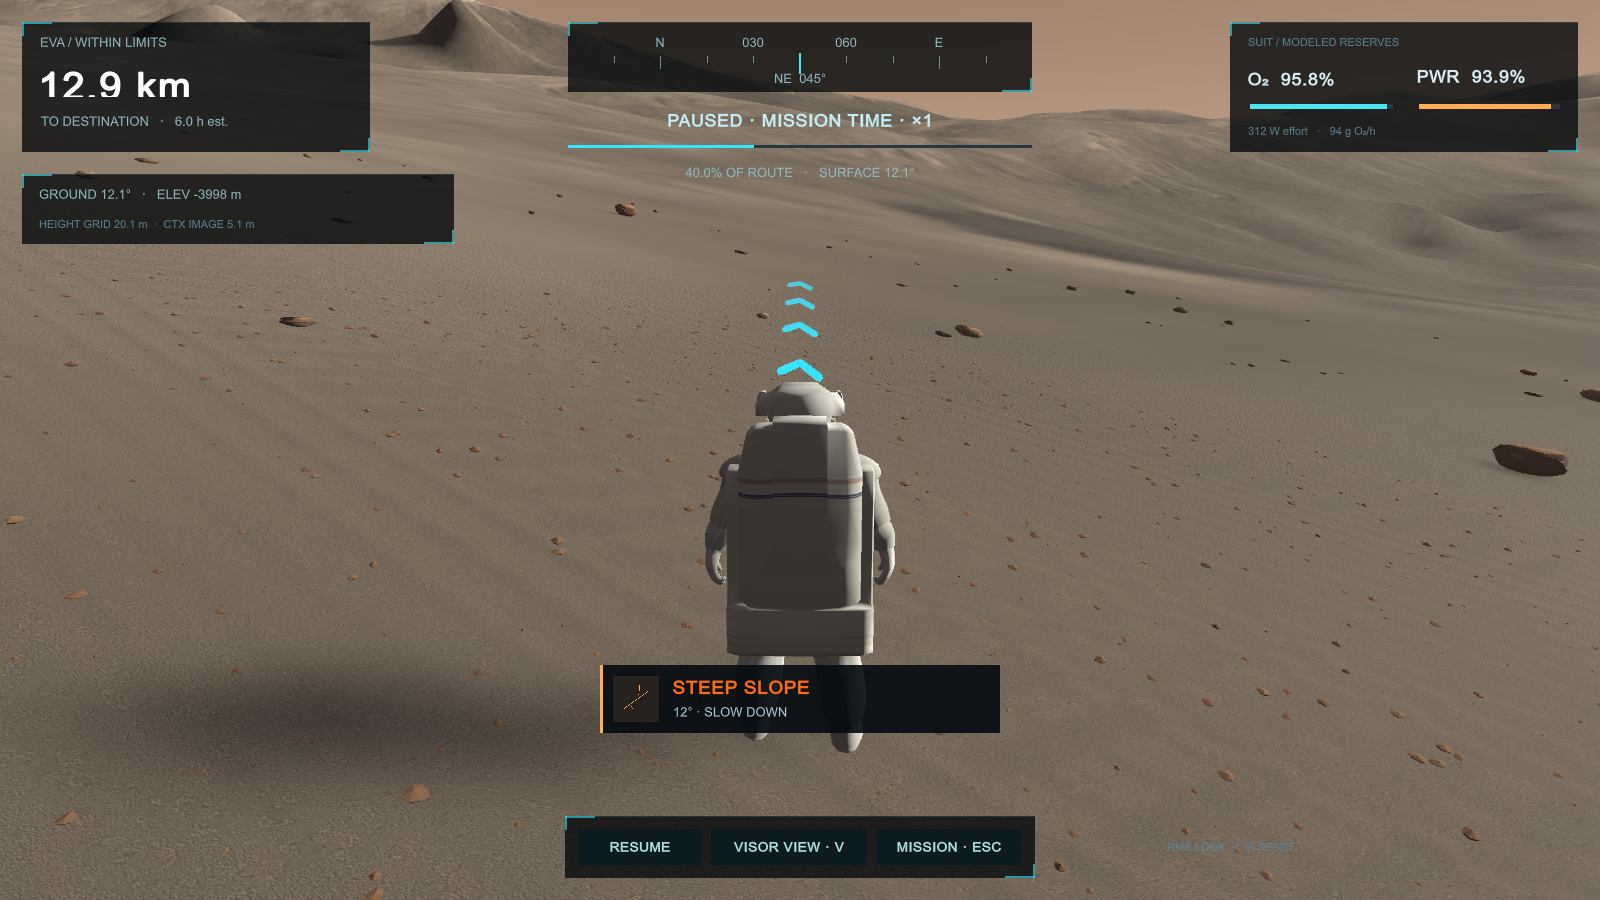 EVA / WITHIN LIMITS
12.9 km
TO DESTINATION · 6.0 h est.
GROUND 12.1° · ELEV -3998 m
HEIGHT GRID 20.1 m · CTX IMAGE 5.1 m
N 030 060 E
NE 045°
PAUSED · MISSION TIME · ×1
40.0% OF ROUTE · SURFACE 12.1°
SUIT / MODELED RESERVES
O₂ 95.8% PWR 93.9%
312 W effort · 94 g O₂/h
STEEP SLOPE
12° · SLOW DOWN
RESUME VISOR VIEW · V MISSION · ESC
RMB LOOK · R RESET